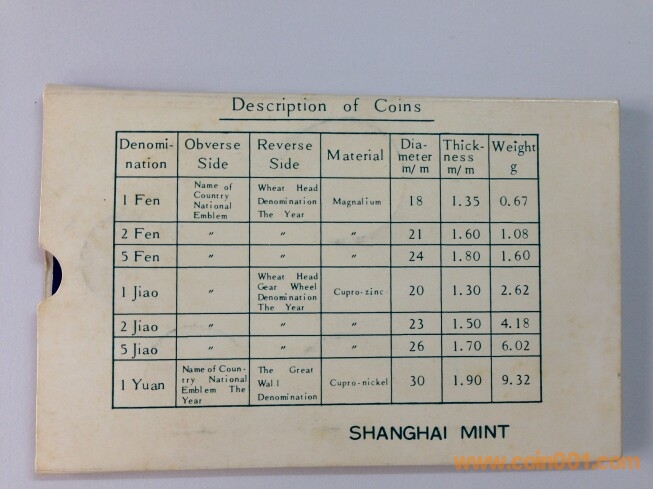 Description of Coins
Denomi-
nation
Obverse
Side
Reverse
Side
Material
Dia-
meter
m/m
Thick-
ness
m/m
Weight
g
1 Fen
Name of
Country
National
Emblem
Wheat Head
Denomination
The Year
Magnalium
18
1.35
0.67
2 Fen
〃
〃
〃
21
1.60
1.08
5 Fen
〃
〃
〃
24
1.80
1.60
1 Jiao
〃
Wheat Head
Gear Wheel
Denomination
The Year
Cupro-zinc
20
1.30
2.62
2 Jiao
〃
〃
〃
23
1.50
4.18
5 Jiao
〃
〃
〃
26
1.70
6.02
1 Yuan
Name of Coun-
try National
Emblem The
Year
The Great
Wall
Denomination
Cupro-nickel
30
1.90
9.32
SHANGHAI MINT
www.coin001.com